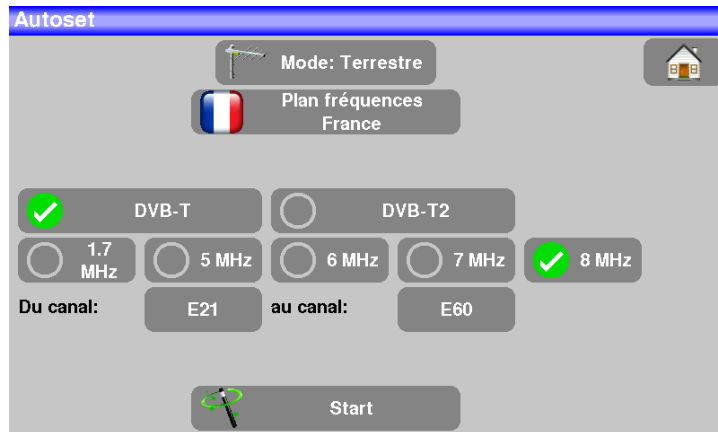 Autoset
Mode: Terrestre
Plan fréquences
France
DVB-T
DVB-T2
1.7
MHz
5 MHz
6 MHz
7 MHz
8 MHz
Du canal:
E21
au canal:
E60
Start